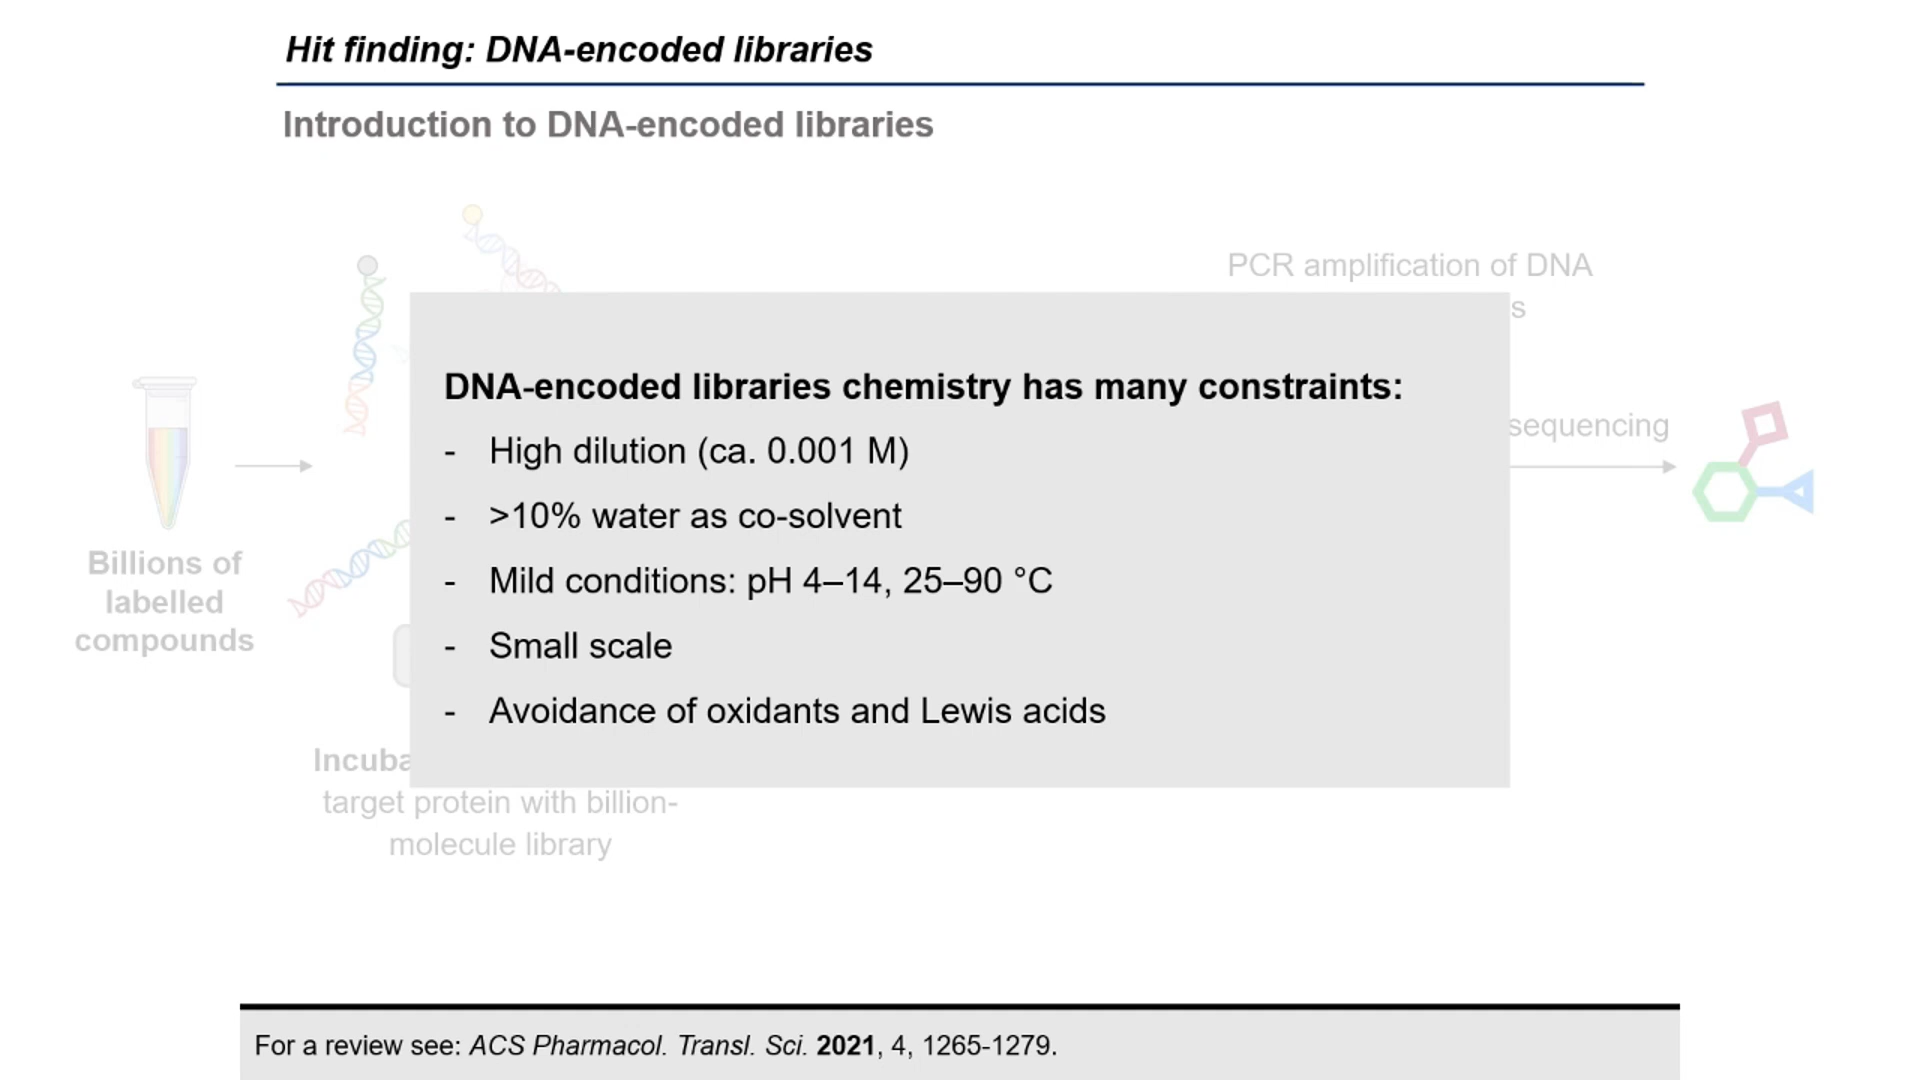 Hit finding: DNA-encoded libraries
Introduction to DNA-encoded libraries
PCR amplification of DNA
s
DNA-encoded libraries chemistry has many constraints:
- High dilution (ca. 0.001 M)
- >10% water as co-solvent
- Mild conditions: pH 4–14, 25–90 °C
- Small scale
- Avoidance of oxidants and Lewis acids
sequencing
Billions of
labelled
compounds
Incuba
target protein with billion-
molecule library
For a review see: ACS Pharmacol. Transl. Sci. 2021, 4, 1265-1279.